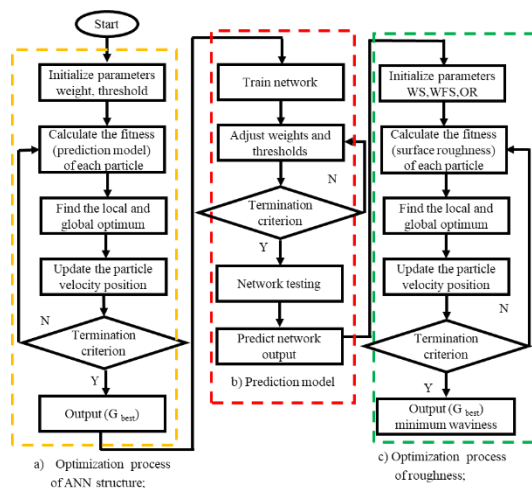 Start
Initialize parameters
weight, threshold
Calculate the fitness
(prediction model)
of each particle
Find the local and
global optimum
Update the particle
velocity position
N
Termination
criterion
Y
Output (G best)
a) Optimization process
of ANN structure;
Train network
Adjust weights and
thresholds
N
Termination
criterion
Y
Network testing
Predict network
output
b) Prediction model
Initialize parameters
WS,WFS,OR
Calculate the fitness
(surface roughness)
of each particle
Find the local and
global optimum
Update the particle
velocity position
N
Termination
criterion
Y
Output (G best)
minimum waviness
c) Optimization process
of roughness;